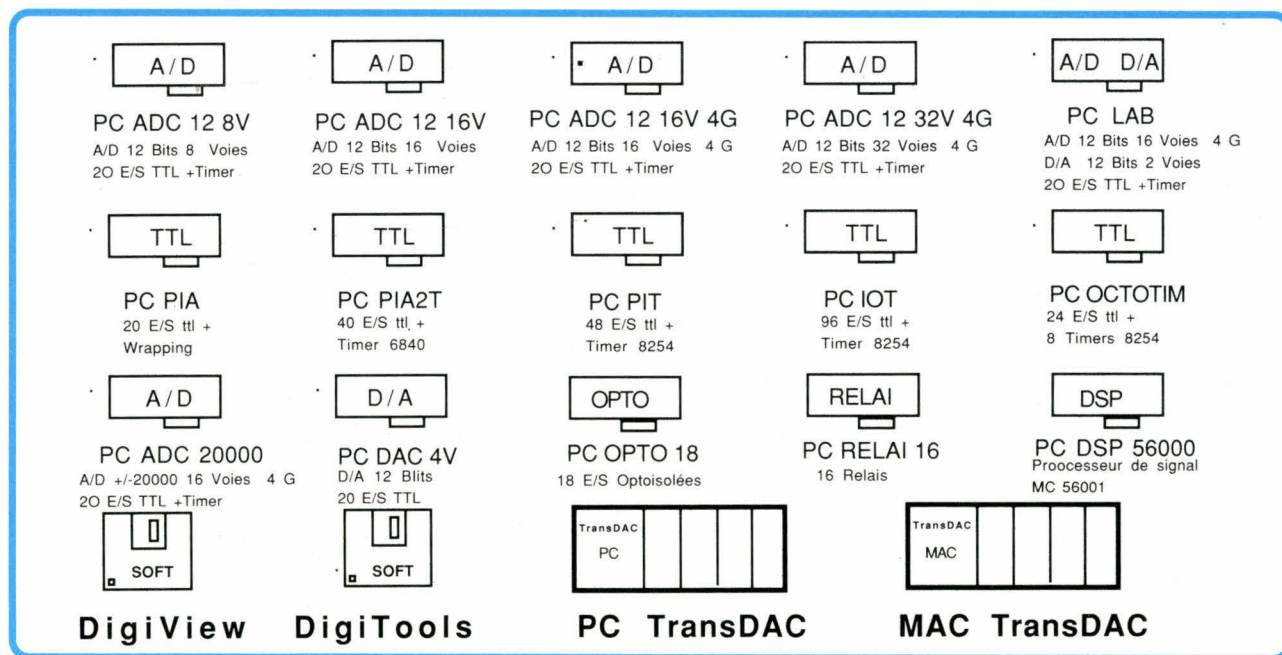 A/D
PC ADC 12 8V
A/D 12 Bits 8 Voies
2O E/S TTL +Timer
A/D
PC ADC 12 16V
A/D 12 Bits 16 Voies
2O E/S TTL +Timer
A/D
PC ADC 12 16V 4G
A/D 12 Bits 16 Voies 4 G
2O E/S TTL +Timer
A/D
PC ADC 12 32V 4G
A/D 12 Bits 32 Voies 4 G
2O E/S TTL +Timer
A/D D/A
PC LAB
A/D 12 Bits 16 Voies 4 G
D/A 12 Bits 2 Voies
2O E/S TTL +Timer
TTL
PC PIA
20 E/S ttl +
Wrapping
TTL
PC PIA2T
40 E/S ttl +
Timer 6840
TTL
PC PIT
48 E/S ttl +
Timer 8254
TTL
PC IOT
96 E/S ttl +
Timer 8254
TTL
PC OCTOTIM
24 E/S ttl +
8 Timers 8254
A/D
PC ADC 20000
A/D +/-20000 16 Voies 4 G
2O E/S TTL +Timer
D/A
PC DAC 4V
D/A 12 Blits
20 E/S TTL
OPTO
PC OPTO 18
18 E/S Optoisolées
RELAI
PC RELAI 16
16 Relais
DSP
PC DSP 56000
Proocesseur de signal
MC 56001
SOFT
DigiView
SOFT
DigiTools
TransDAC
PC
PC TransDAC
TransDAC
MAC
MAC TransDAC